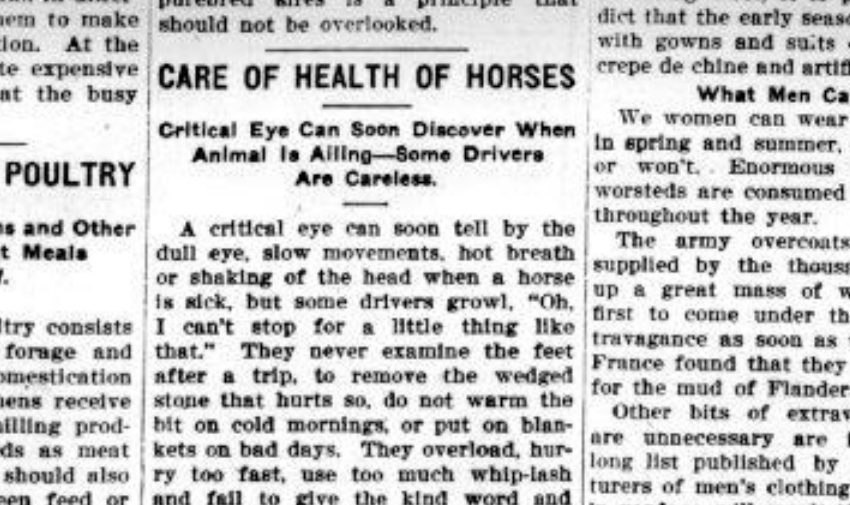 hem to make
tion. At the
te expensive
at the busy
POULTRY
ns and Other
t Meals
ltry consists
forage and
omestication
hens receive
nilling prod-
ds as meat
should also
een feed or
purebred sires is a principle that
should not be overlooked.
CARE OF HEALTH OF HORSES
Critical Eye Can Soon Discover When
Animal Is Ailing—Some Drivers
Are Careless.
A critical eye can soon tell by the
dull eye, slow movements, hot breath
or shaking of the head when a horse
is sick, but some drivers growl, "Oh,
I can't stop for a little thing like
that." They never examine the feet
after a trip, to remove the wedged
stone that hurts so, do not warm the
bit on cold mornings, or put on blan-
kets on bad days. They overload, hur-
ry too fast, use too much whip-lash
and fail to give the kind word and
dict that the early seaso
with gowns and suits
crepe de chine and artifi
What Men Ca
We women can wear
in spring and summer,
or won't. Enormous
worsteds are consumed
throughout the year.
The army overcoats
supplied by the thousa
up a great mass of w
first to come under th
travagance as soon as
France found that they
for the mud of Flander
Other bits of extrav
are unnecessary are
long list published by
turers of men's clothing